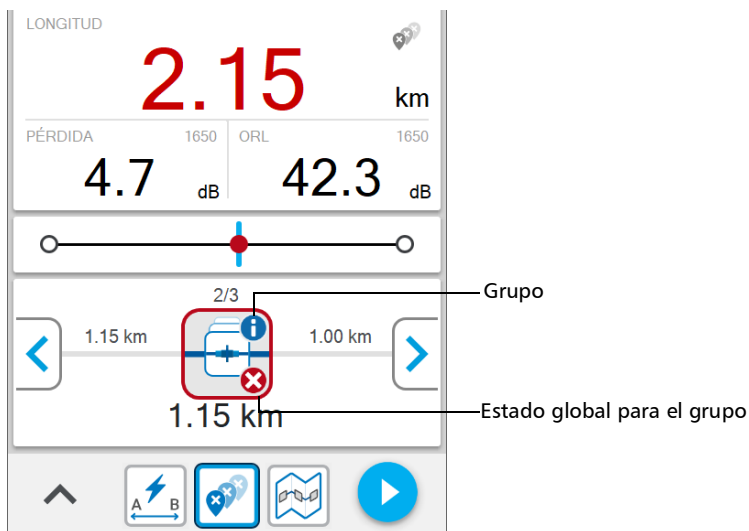 LONGITUD
2.15 km
PÉRDIDA 1650 ORL 1650
4.7 dB 42.3 dB
2/3
Grupo
1.15 km 1.00 km
Estado global para el grupo
1.15 km
A B